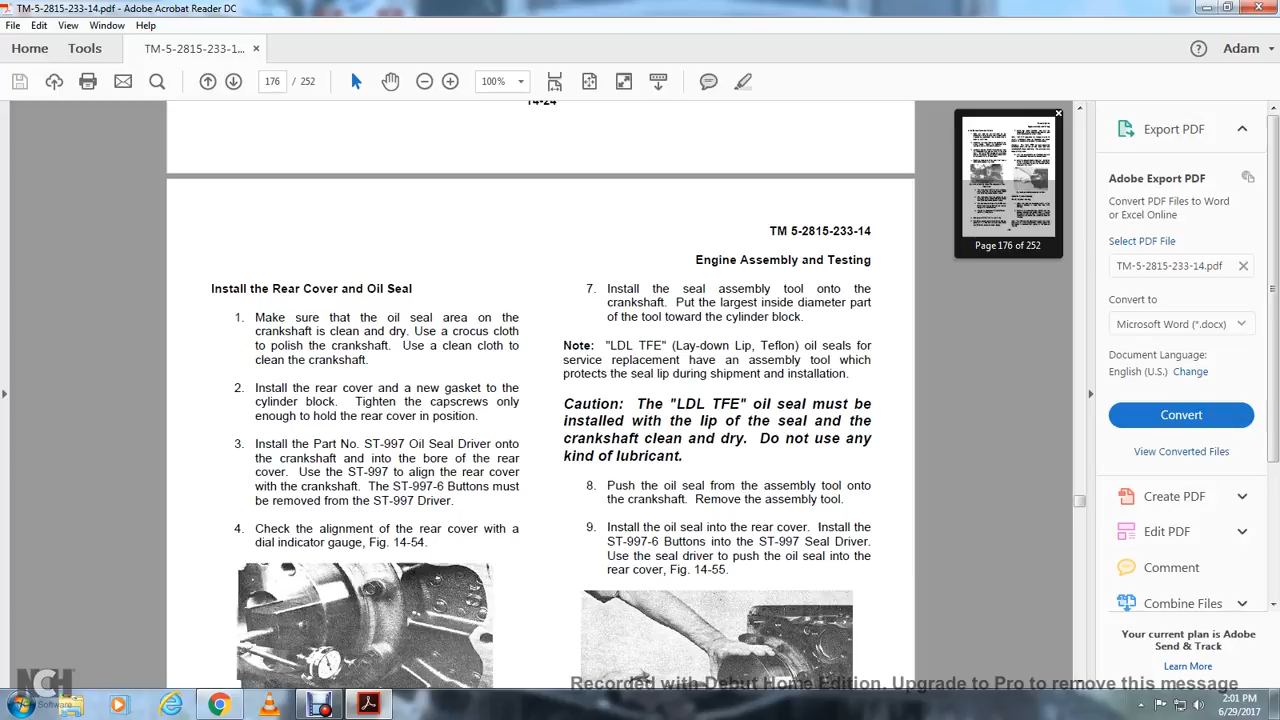 TM-5-2815-233-14.pdf - Adobe Acrobat Reader DC
File Edit View Window Help
Home Tools TM-5-2815-233-1... × Adam
176 / 252 100%
14-24
TM 5-2815-233-14
Engine Assembly and Testing
Install the Rear Cover and Oil Seal
1. Make sure that the oil seal area on the
crankshaft is clean and dry. Use a crocus cloth
to polish the crankshaft. Use a clean cloth to
clean the crankshaft.
2. Install the rear cover and a new gasket to the
cylinder block. Tighten the capscrews only
enough to hold the rear cover in position.
3. Install the Part No. ST-997 Oil Seal Driver onto
the crankshaft and into the bore of the rear
cover. Use the ST-997 to align the rear cover
with the crankshaft. The ST-997-6 Buttons must
be removed from the ST-997 Driver.
4. Check the alignment of the rear cover with a
dial indicator gauge, Fig. 14-54.
7. Install the seal assembly tool onto the
crankshaft. Put the largest inside diameter part
of the tool toward the cylinder block.
Note: "LDL TFE" (Lay-down Lip, Teflon) oil seals for
service replacement have an assembly tool which
protects the seal lip during shipment and installation.
Caution: The "LDL TFE" oil seal must be
installed with the lip of the seal and the
crankshaft clean and dry. Do not use any
kind of lubricant.
8. Push the oil seal from the assembly tool onto
the crankshaft. Remove the assembly tool.
9. Install the oil seal into the rear cover. Install the
ST-997-6 Buttons into the ST-997 Seal Driver.
Use the seal driver to push the oil seal into the
rear cover, Fig. 14-55.
Page 176 of 252
Export PDF
Adobe Export PDF
Convert PDF Files to Word
or Excel Online
Select PDF File
TM-5-2815-233-14.pdf
Convert to
Microsoft Word (*.docx)
Document Language:
English (U.S.) Change
Convert
View Converted Files
Create PDF
Edit PDF
Comment
Combine Files
Your current plan is Adobe
Send & Track
Learn More
NCH
Software
Recorded with Debut Home Edition. Upgrade to Pro to remove this message
2:01 PM
6/29/2017